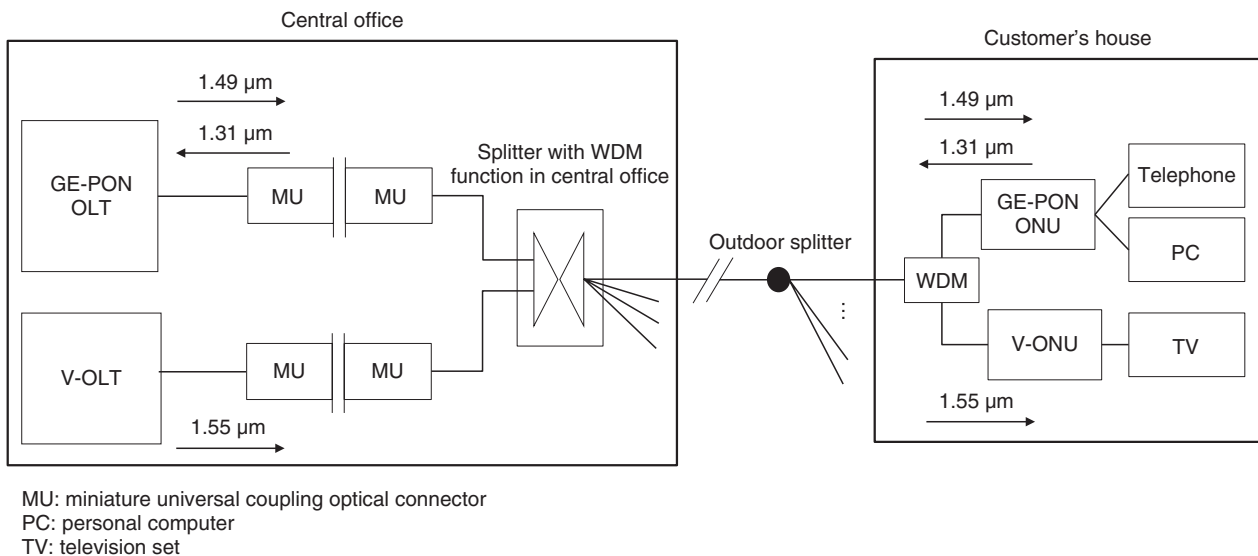 Central office
Customer's house
1.49 µm
1.31 µm
GE-PON
OLT
MU
MU
Splitter with WDM
function in central office
V-OLT
MU
MU
1.55 µm
Outdoor splitter
...
1.49 µm
1.31 µm
WDM
GE-PON
ONU
Telephone
PC
V-ONU
TV
1.55 µm
MU: miniature universal coupling optical connector
PC: personal computer
TV: television set